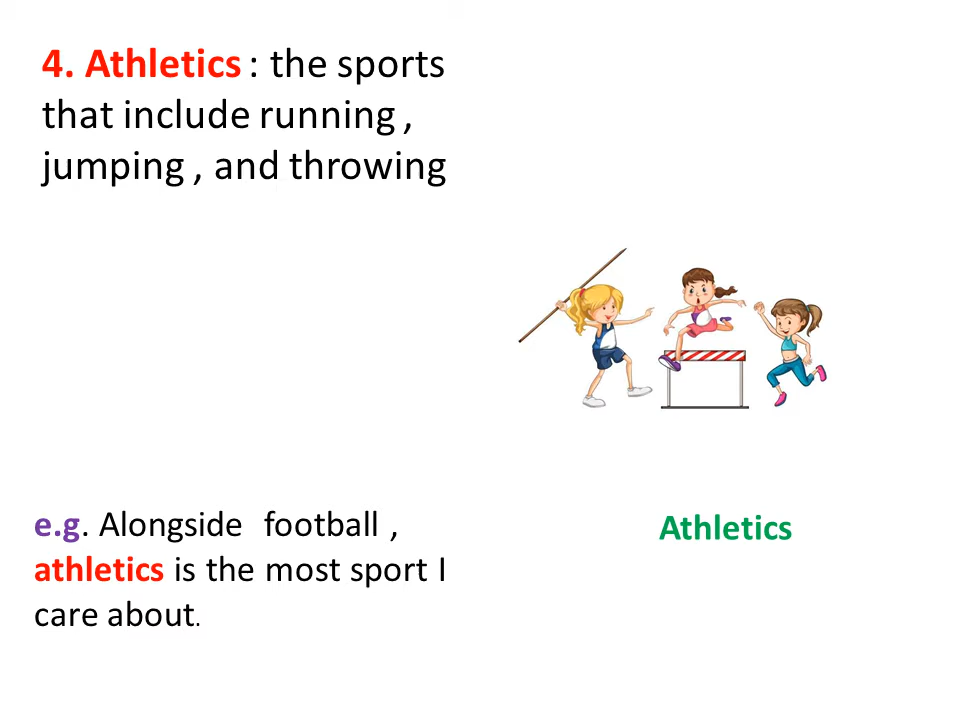 4. Athletics : the sports
that include running ,
jumping , and throwing
e.g. Alongside football ,
athletics is the most sport I
care about.
Athletics